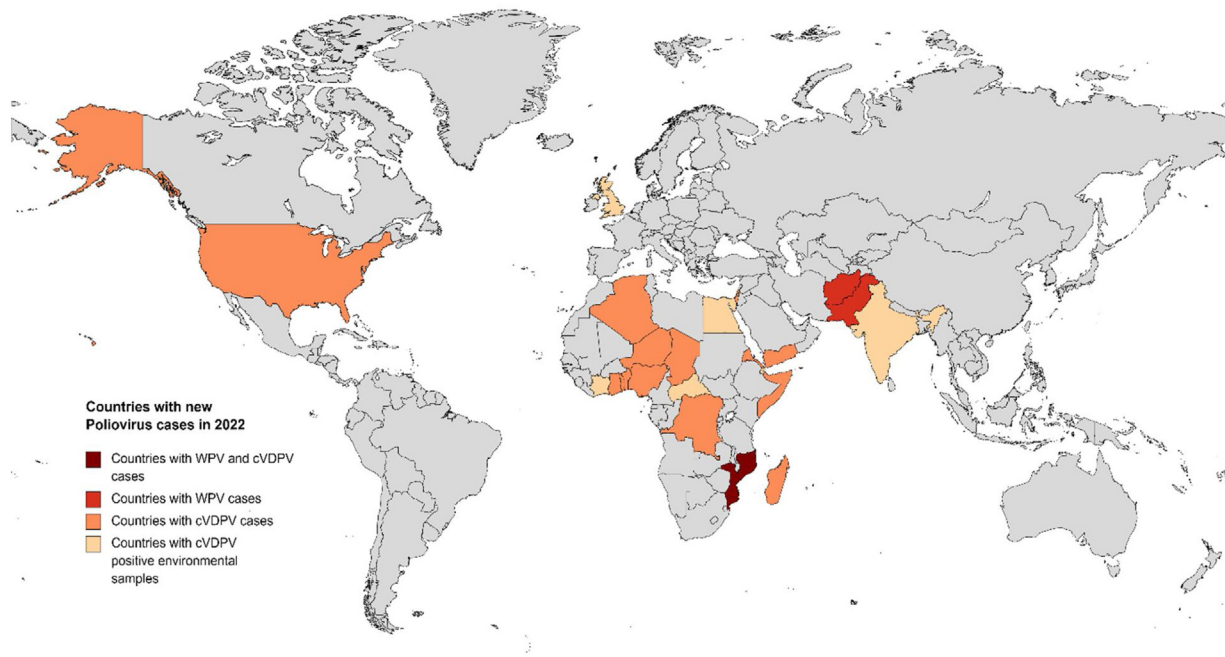 Countries with new
Poliovirus cases in 2022
Countries with WPV and cVDPV
cases
Countries with WPV cases
Countries with cVDPV cases
Countries with cVDPV
positive environmental
samples